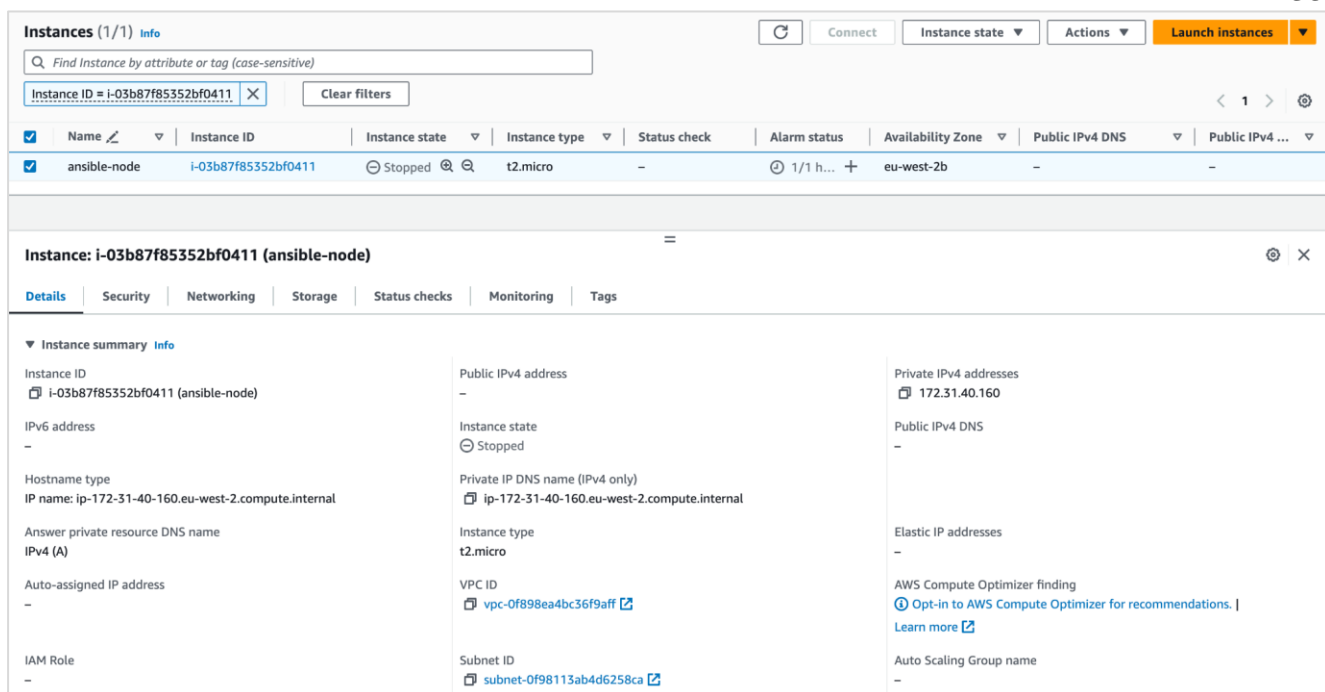 Instances (1/1) Info
Connect
Instance state
Actions
Launch instances
Find Instance by attribute or tag (case-sensitive)
Instance ID = i-03b87f85352bf0411
Clear filters
1
Name Instance ID Instance state Instance type Status check Alarm status Availability Zone Public IPv4 DNS Public IPv4 ...
ansible-node i-03b87f85352bf0411 Stopped t2.micro – 1/1 h... + eu-west-2b – –
Instance: i-03b87f85352bf0411 (ansible-node)
Details Security Networking Storage Status checks Monitoring Tags
Instance summary Info
Instance ID
i-03b87f85352bf0411 (ansible-node)
Public IPv4 address
–
Private IPv4 addresses
172.31.40.160
IPv6 address
–
Instance state
Stopped
Public IPv4 DNS
–
Hostname type
IP name: ip-172-31-40-160.eu-west-2.compute.internal
Private IP DNS name (IPv4 only)
ip-172-31-40-160.eu-west-2.compute.internal
Answer private resource DNS name
IPv4 (A)
Instance type
t2.micro
Elastic IP addresses
–
Auto-assigned IP address
–
VPC ID
vpc-0f898ea4bc36f9aff
AWS Compute Optimizer finding
Opt-in to AWS Compute Optimizer for recommendations. |
Learn more
IAM Role
–
Subnet ID
subnet-0f98113ab4d6258ca
Auto Scaling Group name
–